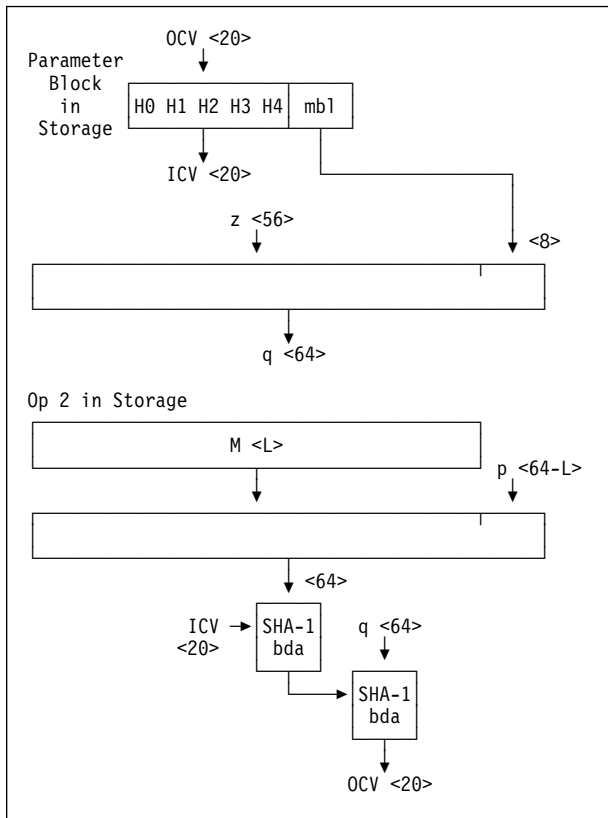 OCV <20>
Parameter
Block
in
Storage
H0 H1 H2 H3 H4 mbl
ICV <20>
z <56>
<8>
q <64>
Op 2 in Storage
M <L>
p <64-L>
<64>
ICV
<20>
SHA-1
bda
q <64>
SHA-1
bda
OCV <20>